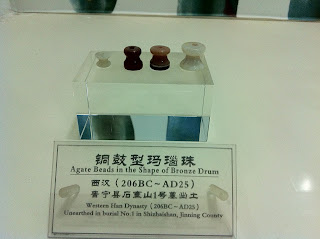 铜鼓型玛瑙珠
Agate Beads in the Shape of Bronze Drum
西汉（206BC~AD25）
晋宁县石寨山1号墓出土
Western Han Dynasty (206BC~AD25)
Unearthed in burial No.1 in Shizhaishan, Jinning County